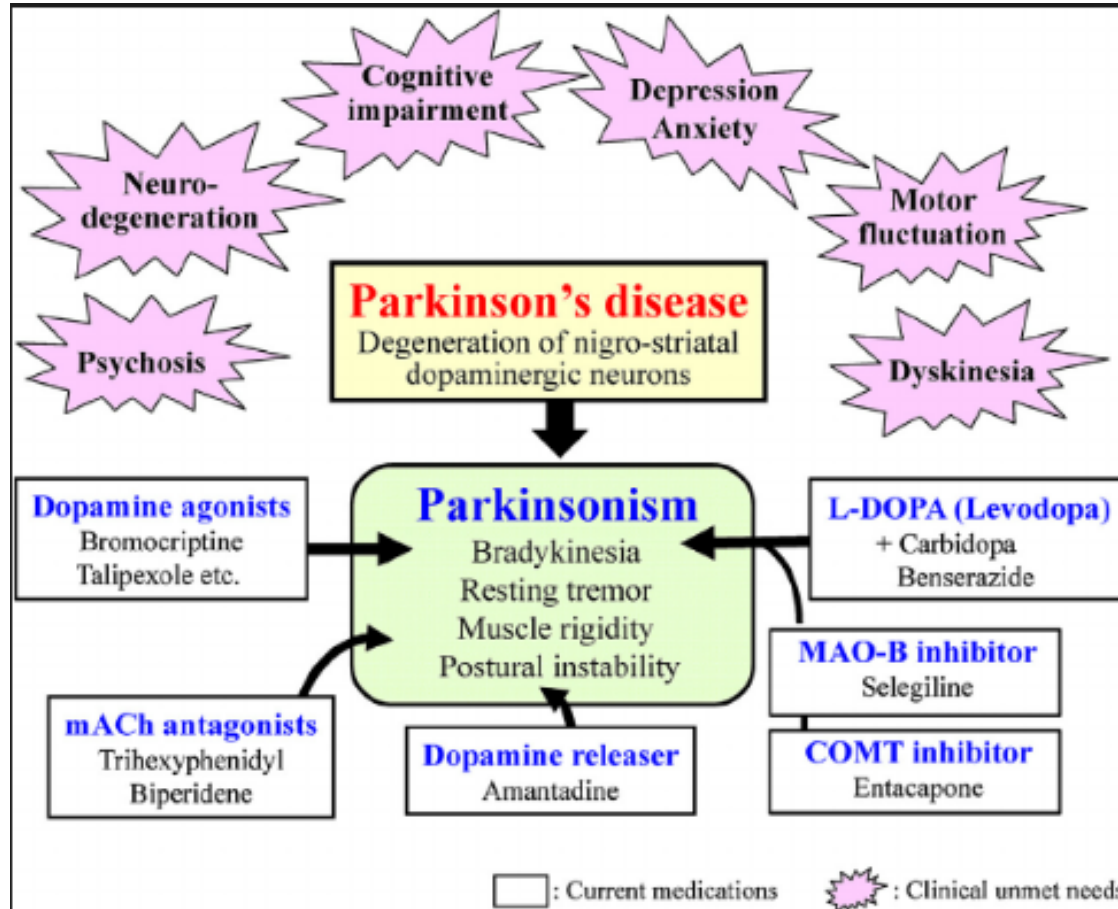 Cognitive
impairment
Depression
Anxiety
Neuro-
degeneration
Motor
fluctuation
Psychosis
Dyskinesia
Parkinson's disease
Degeneration of nigro-striatal
dopaminergic neurons
Dopamine agonists
Bromocriptine
Talipexole etc.
Parkinsonism
Bradykinesia
Resting tremor
Muscle rigidity
Postural instability
L-DOPA (Levodopa)
+ Carbidopa
Benserazide
MAO-B inhibitor
Selegiline
mACh antagonists
Trihexyphenidyl
Biperidene
Dopamine releaser
Amantadine
COMT inhibitor
Entacapone
: Current medications
: Clinical unmet needs